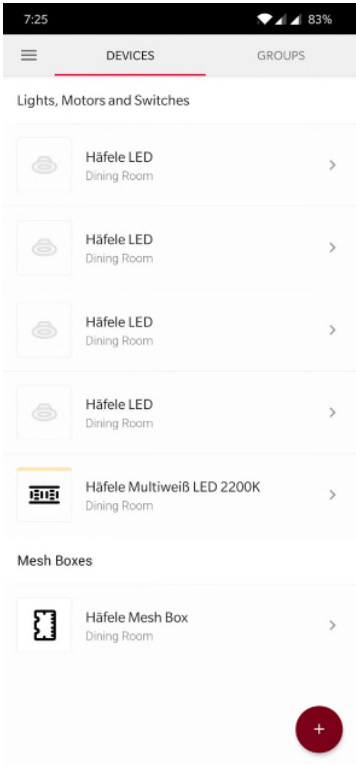 7:25
83%
DEVICES
GROUPS
Lights, Motors and Switches
Häfele LED
Dining Room
Häfele LED
Dining Room
Häfele LED
Dining Room
Häfele LED
Dining Room
Häfele Multiweiß LED 2200K
Dining Room
Mesh Boxes
Häfele Mesh Box
Dining Room
+